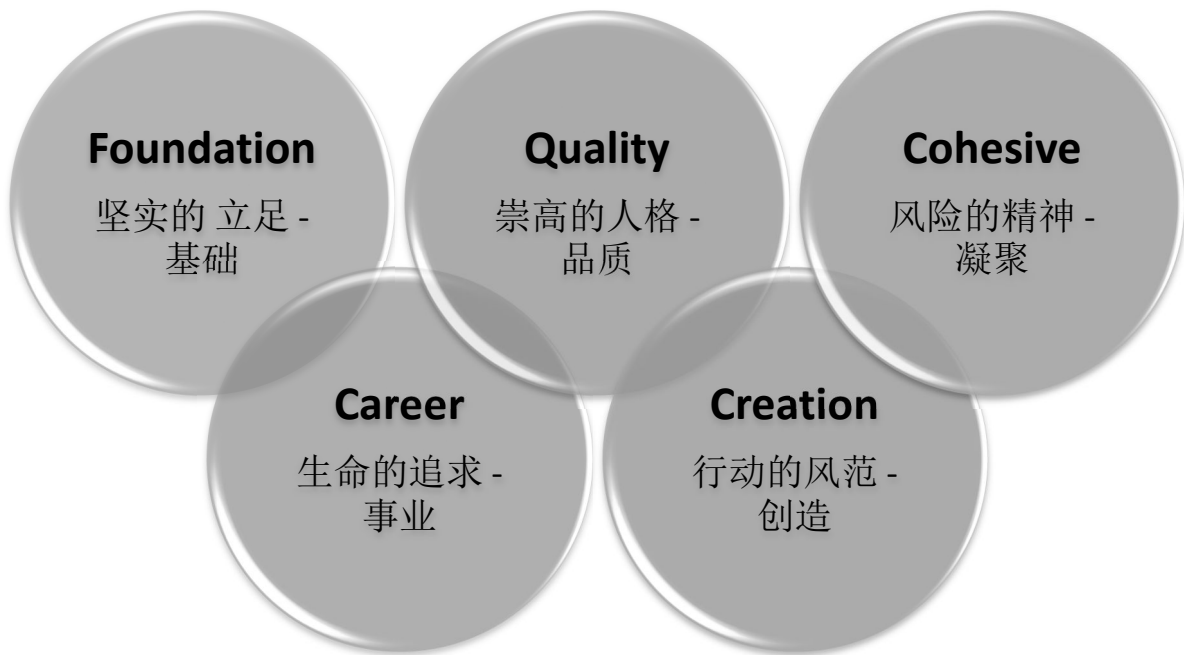 Foundation
坚实的 立足 -
基础
Quality
崇高的人格 -
品质
Cohesive
风险的精神 -
凝聚
Career
生命的追求 -
事业
Creation
行动的风范 -
创造